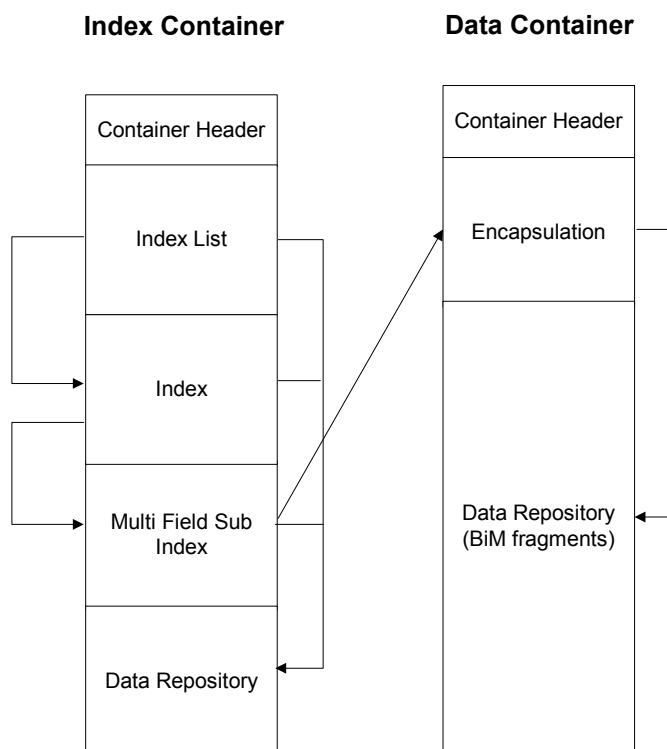 Index Container
Data Container
Container Header
Index List
Index
Multi Field Sub
Index
Data Repository
Container Header
Encapsulation
Data Repository
(BiM fragments)